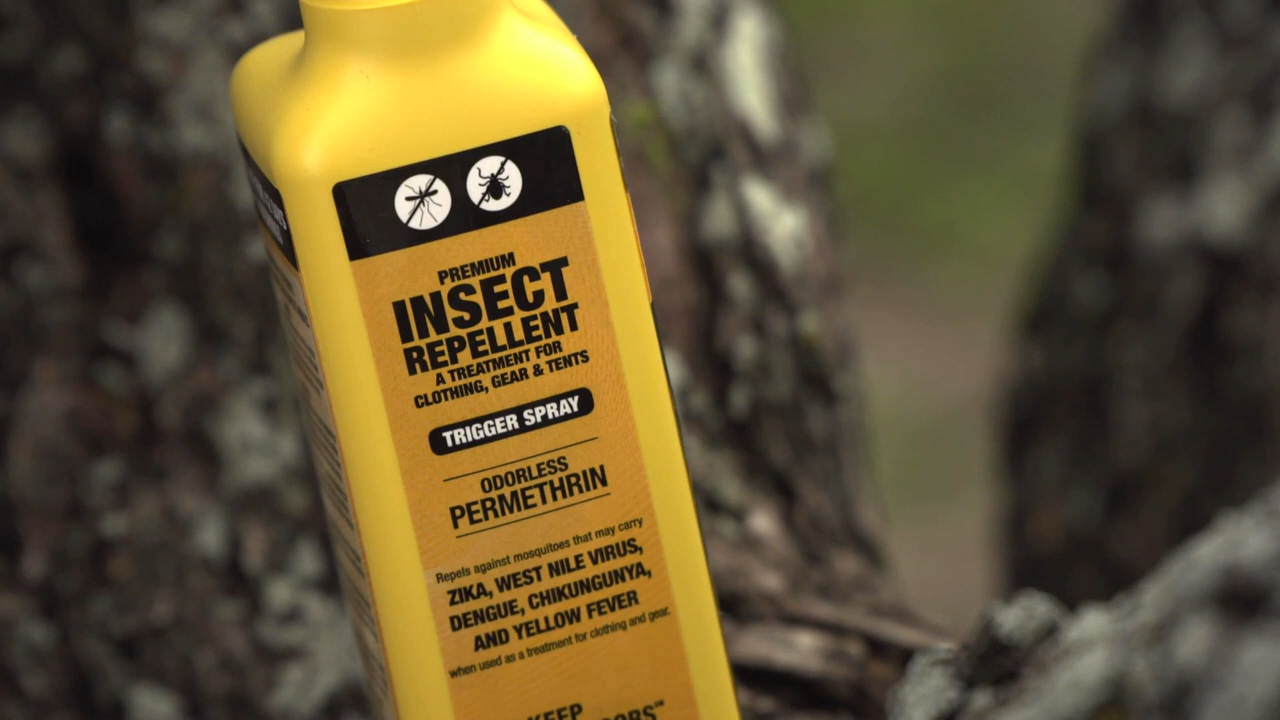 PREMIUM
INSECT
REPELLENT
A TREATMENT FOR
CLOTHING, GEAR & TENTS
TRIGGER SPRAY
ODORLESS
PERMETHRIN
Repels against mosquitoes that may carry
ZIKA, WEST NILE VIRUS,
DENGUE, CHIKUNGUNYA,
AND YELLOW FEVER
when used as a treatment for clothing and gear.
KEEP